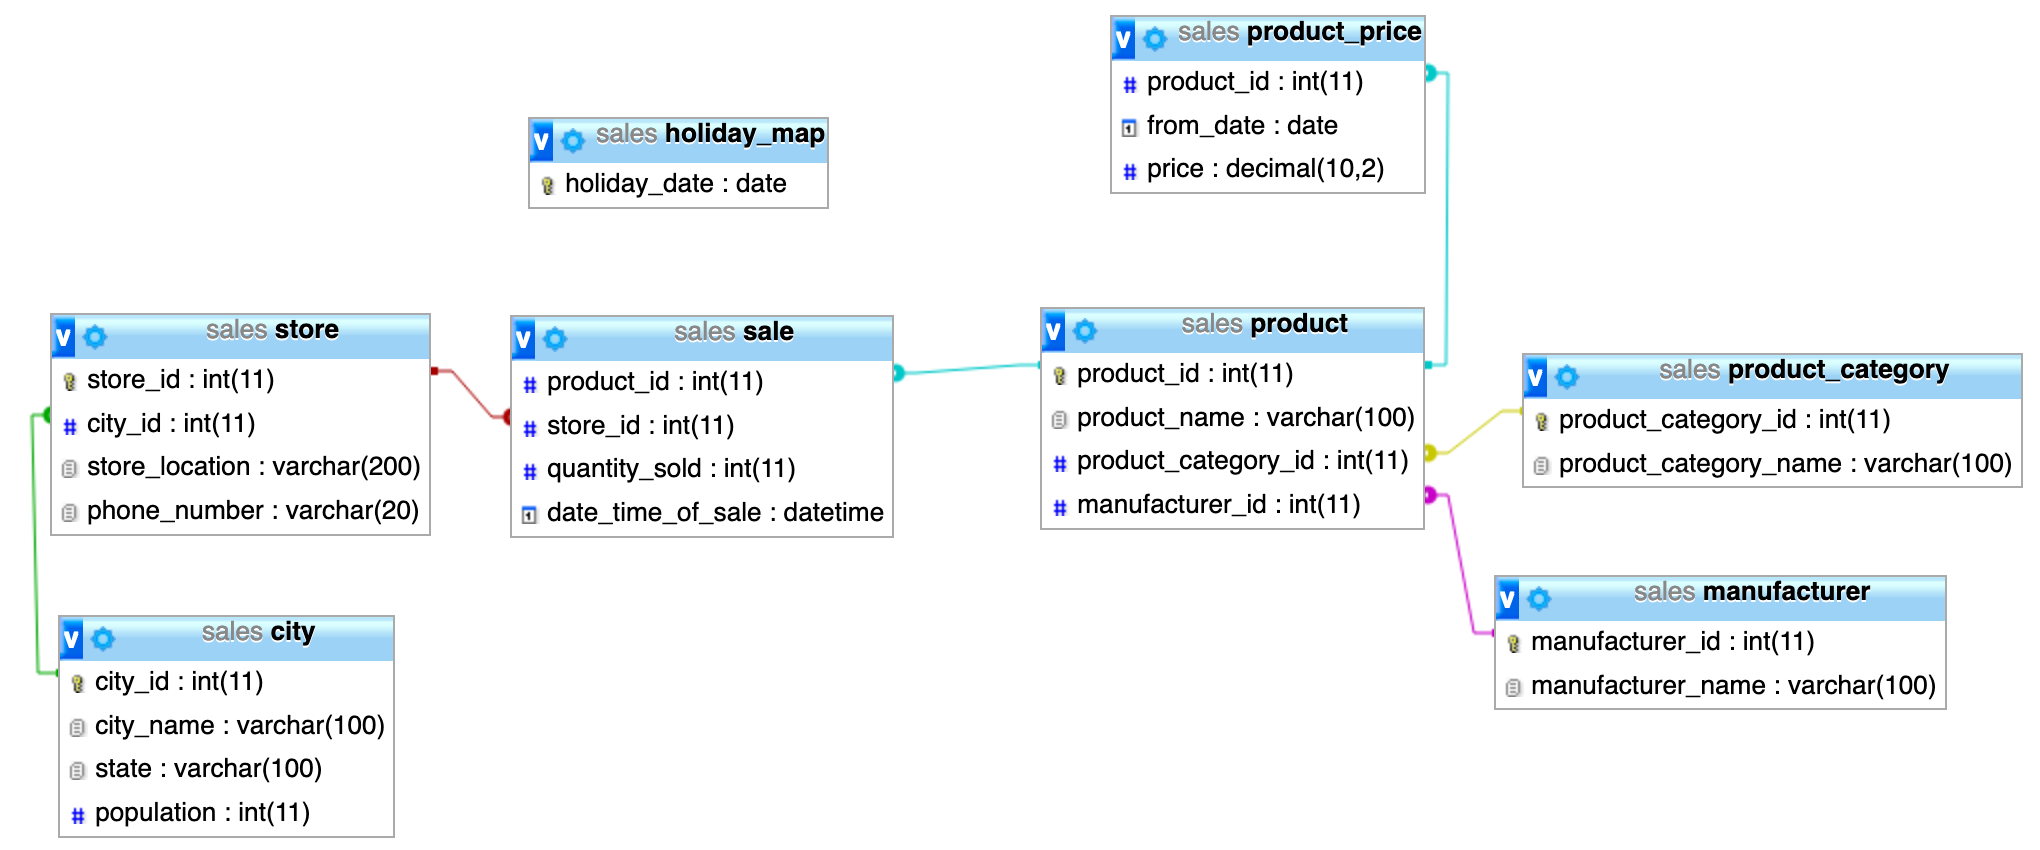 sales product_price
product_id : int(11)
from_date : date
price : decimal(10,2)
sales holiday_map
holiday_date : date
sales store
store_id : int(11)
city_id : int(11)
store_location : varchar(200)
phone_number : varchar(20)
sales sale
product_id : int(11)
store_id : int(11)
quantity_sold : int(11)
date_time_of_sale : datetime
sales product
product_id : int(11)
product_name : varchar(100)
product_category_id : int(11)
manufacturer_id : int(11)
sales product_category
product_category_id : int(11)
product_category_name : varchar(100)
sales city
city_id : int(11)
city_name : varchar(100)
state : varchar(100)
population : int(11)
sales manufacturer
manufacturer_id : int(11)
manufacturer_name : varchar(100)